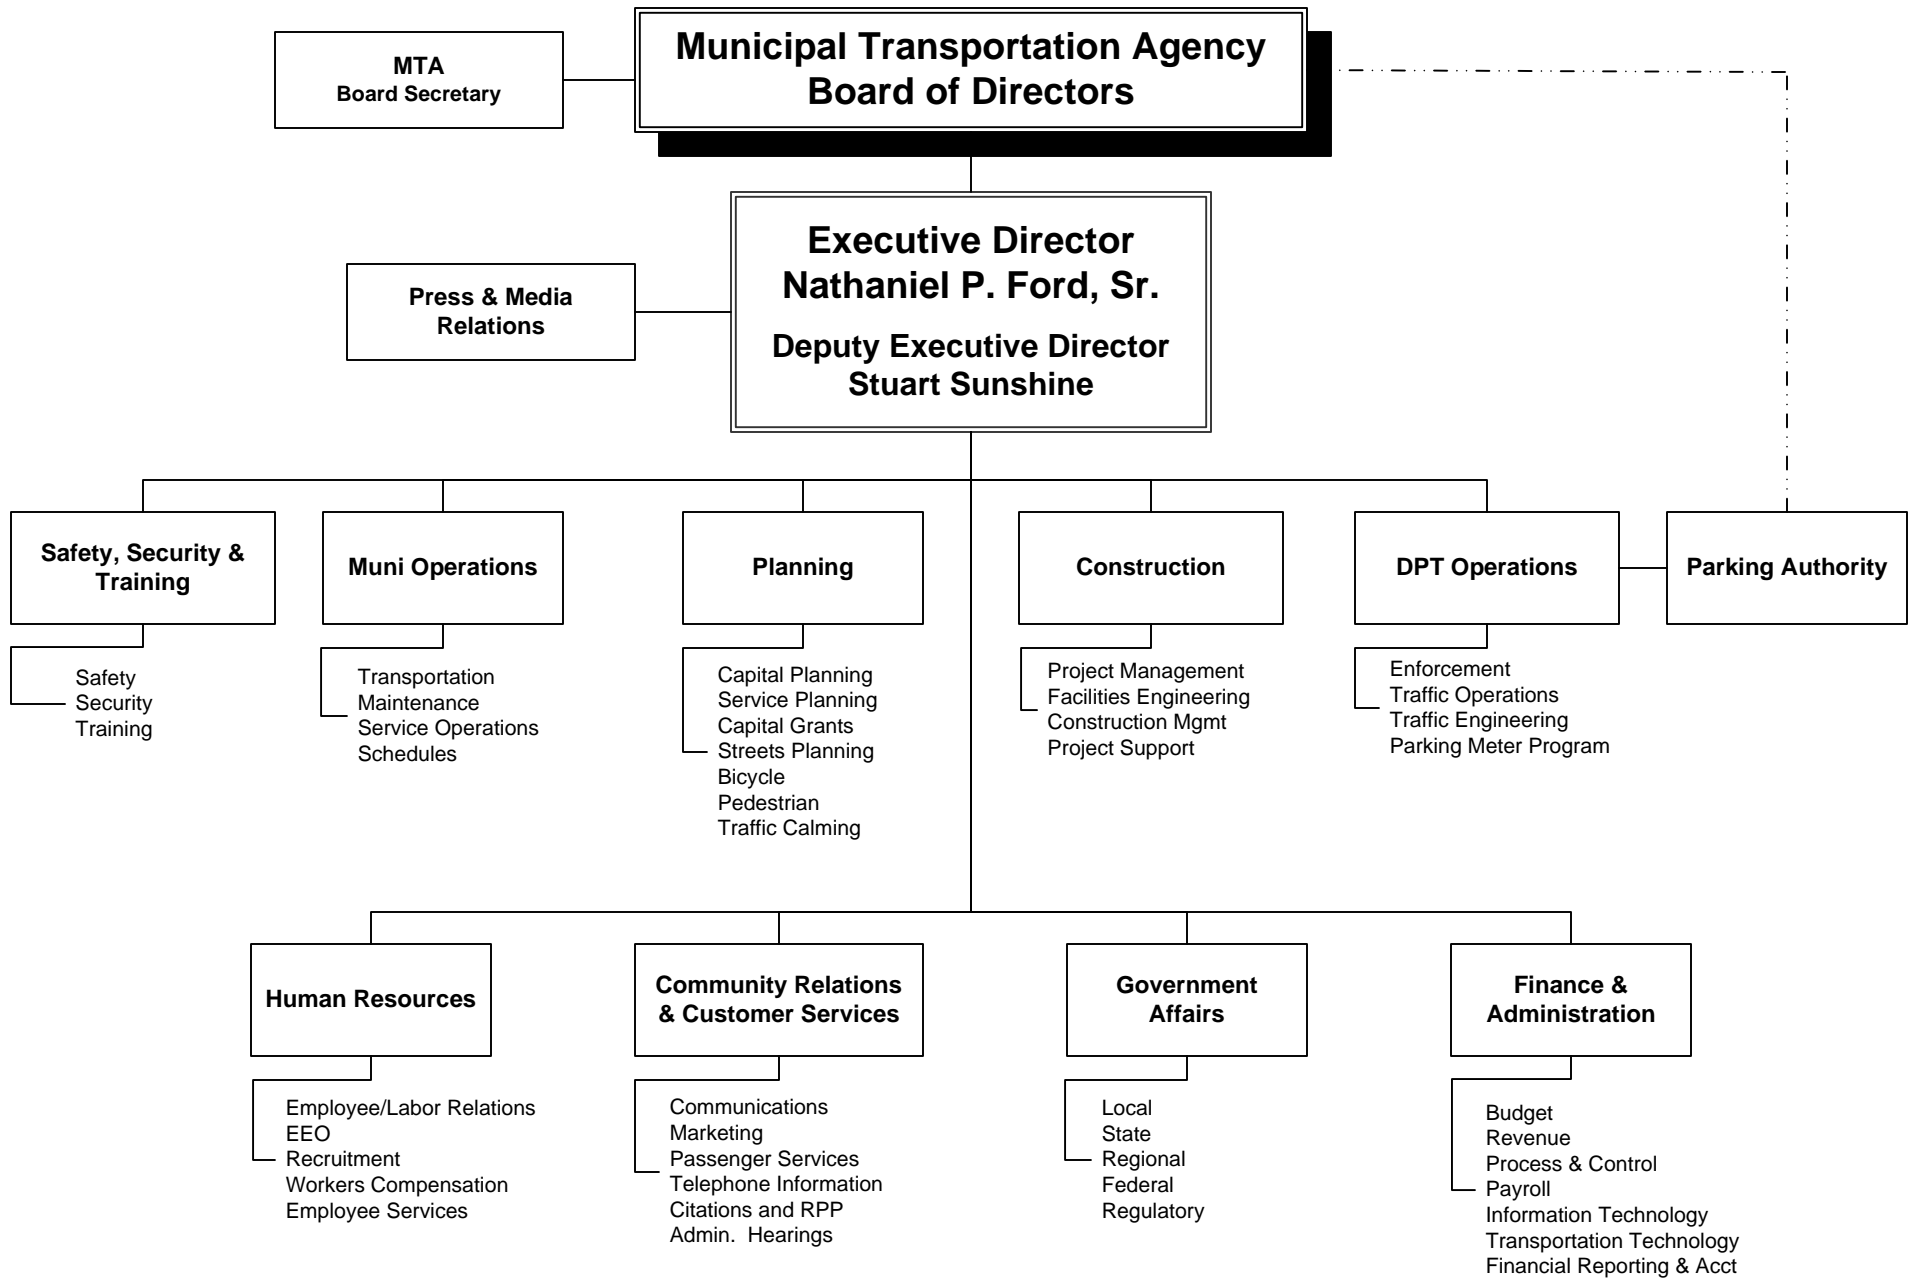 MTA
Board Secretary
Municipal Transportation Agency
Board of Directors
Press & Media
Relations
Executive Director
Nathaniel P. Ford, Sr.
Deputy Executive Director
Stuart Sunshine
Safety, Security &
Training
Safety
Security
Training
Muni Operations
Transportation
Maintenance
Service Operations
Schedules
Planning
Capital Planning
Service Planning
Capital Grants
Streets Planning
Bicycle
Pedestrian
Traffic Calming
Construction
Project Management
Facilities Engineering
Construction Mgmt
Project Support
DPT Operations
Enforcement
Traffic Operations
Traffic Engineering
Parking Meter Program
Parking Authority
Human Resources
Employee/Labor Relations
EEO
Recruitment
Workers Compensation
Employee Services
Community Relations
& Customer Services
Communications
Marketing
Passenger Services
Telephone Information
Citations and RPP
Admin. Hearings
Government
Affairs
Local
State
Regional
Federal
Regulatory
Finance &
Administration
Budget
Revenue
Process & Control
Payroll
Information Technology
Transportation Technology
Financial Reporting & Acct